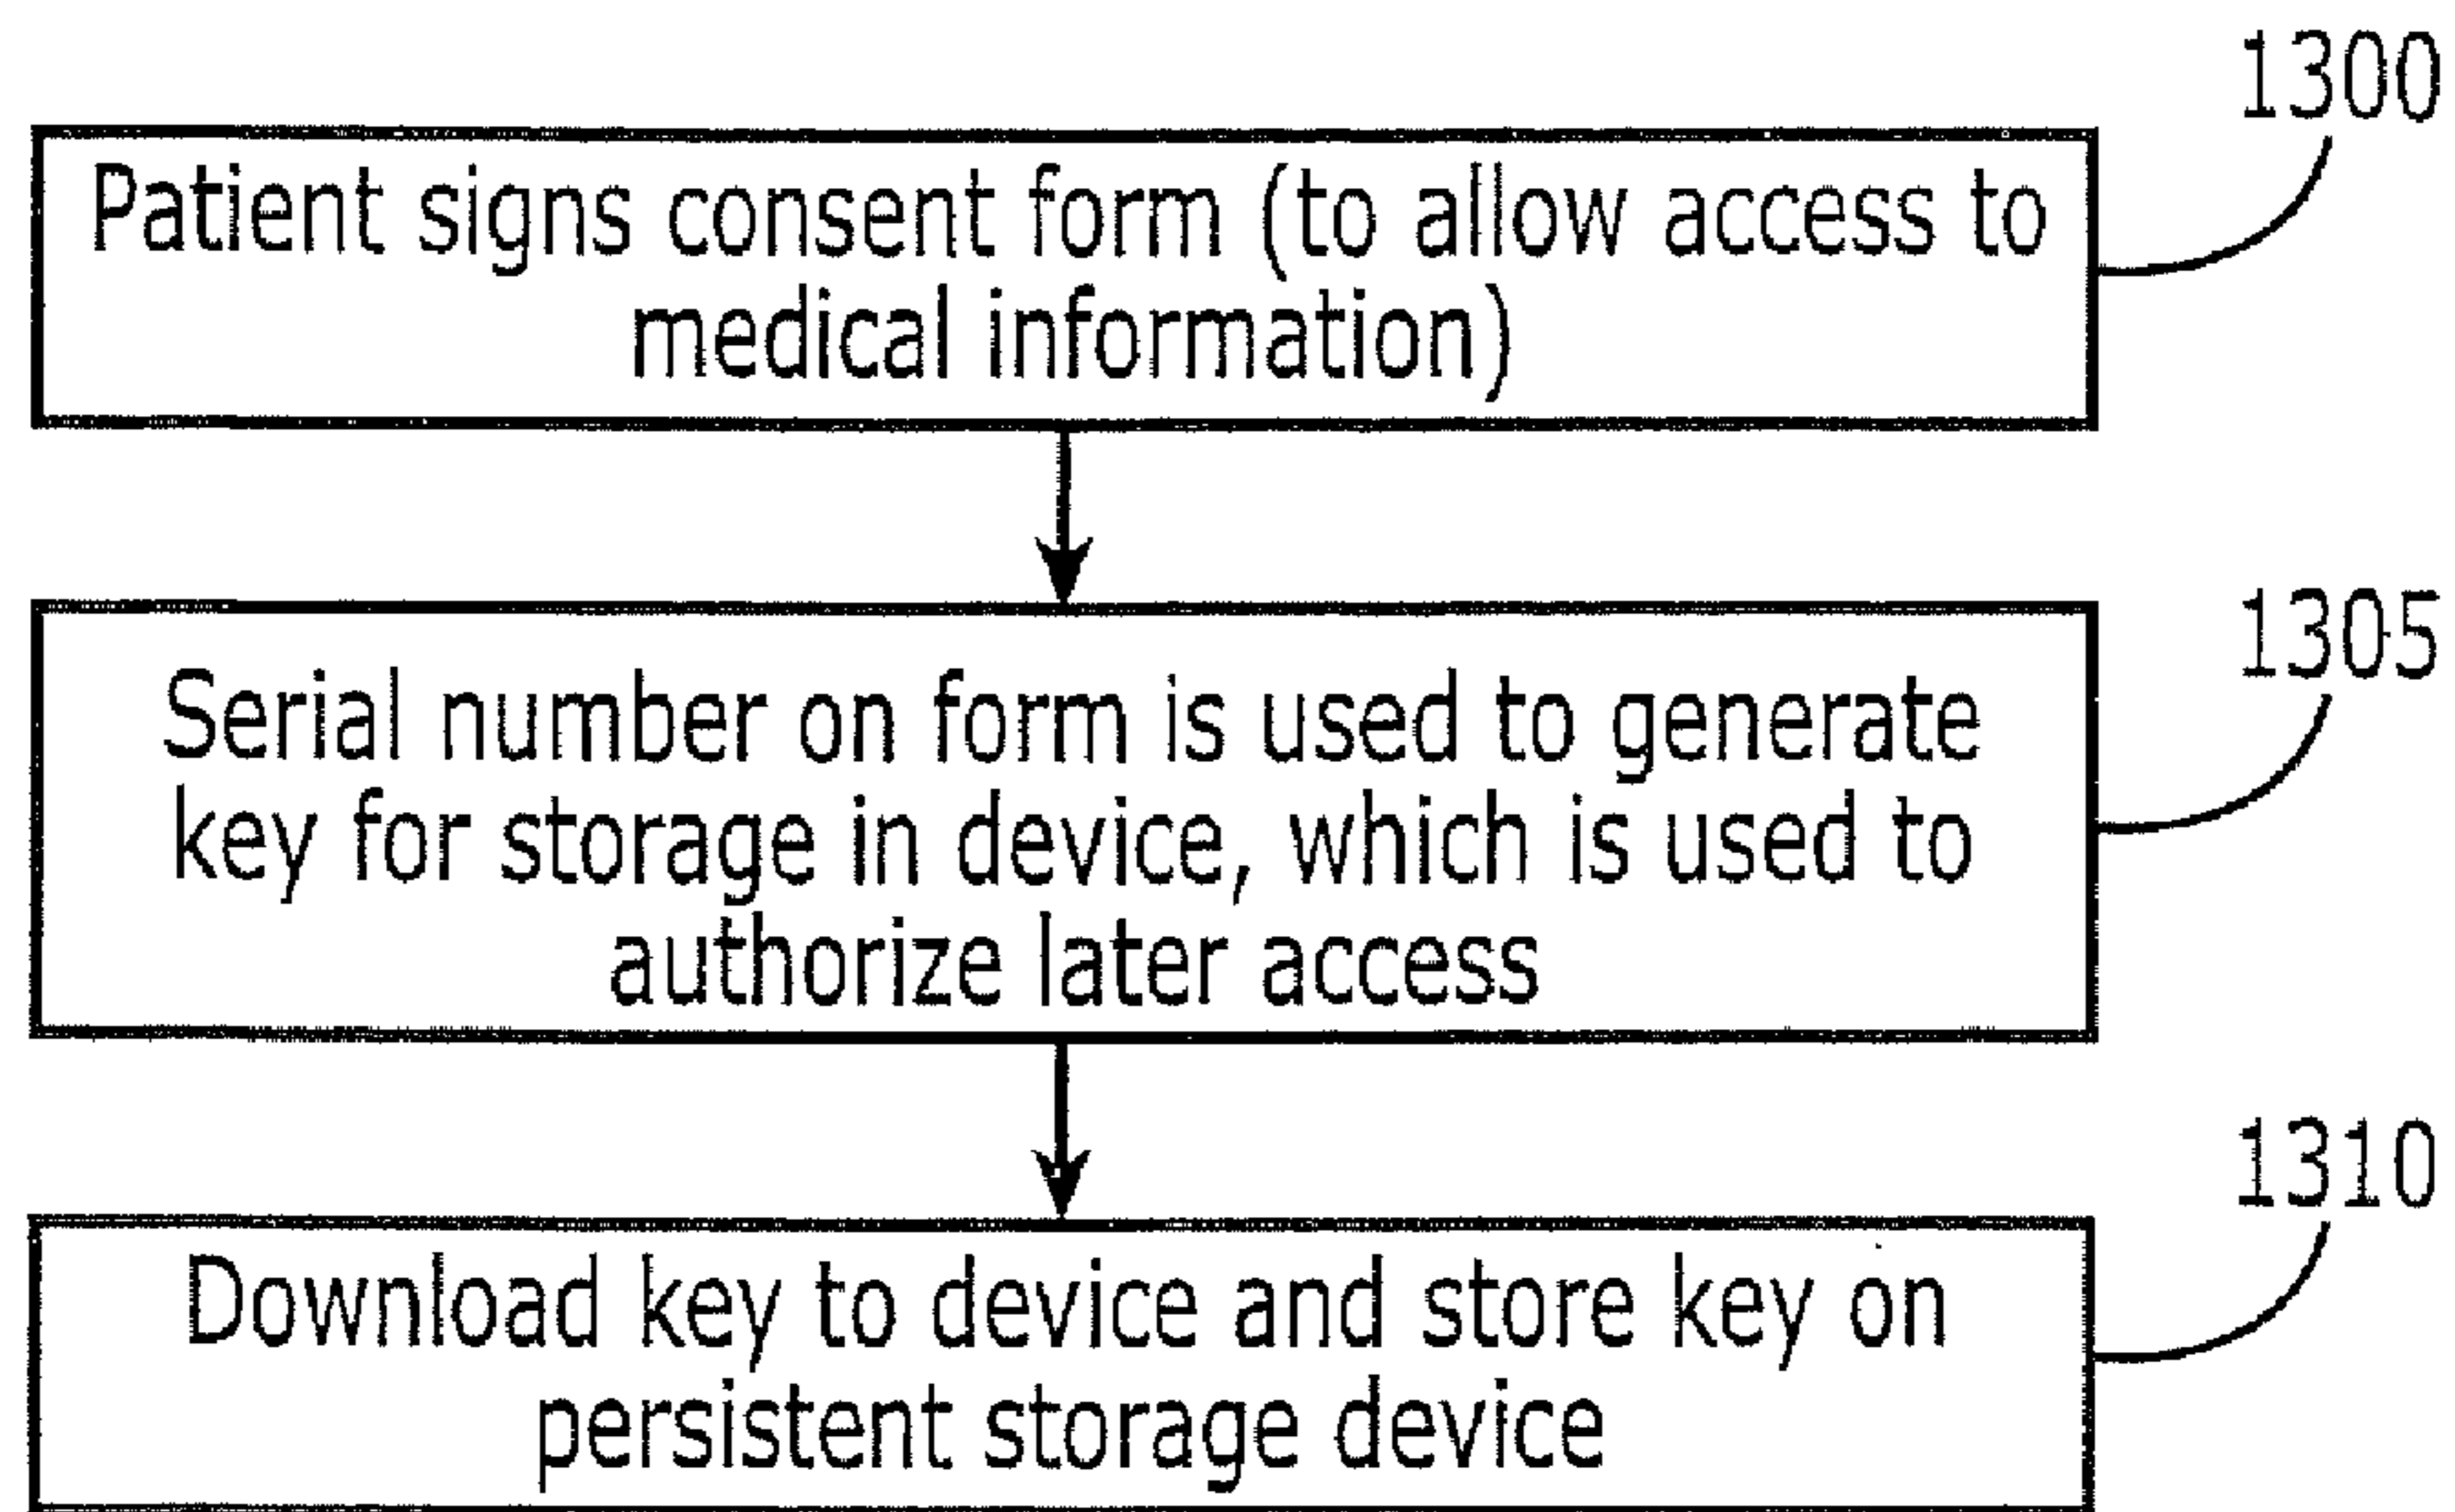 1300
Patient signs consent form (to allow access to
medical information)
1305
Serial number on form is used to generate
key for storage in device, which is used to
authorize later access
1310
Download key to device and store key on
persistent storage device